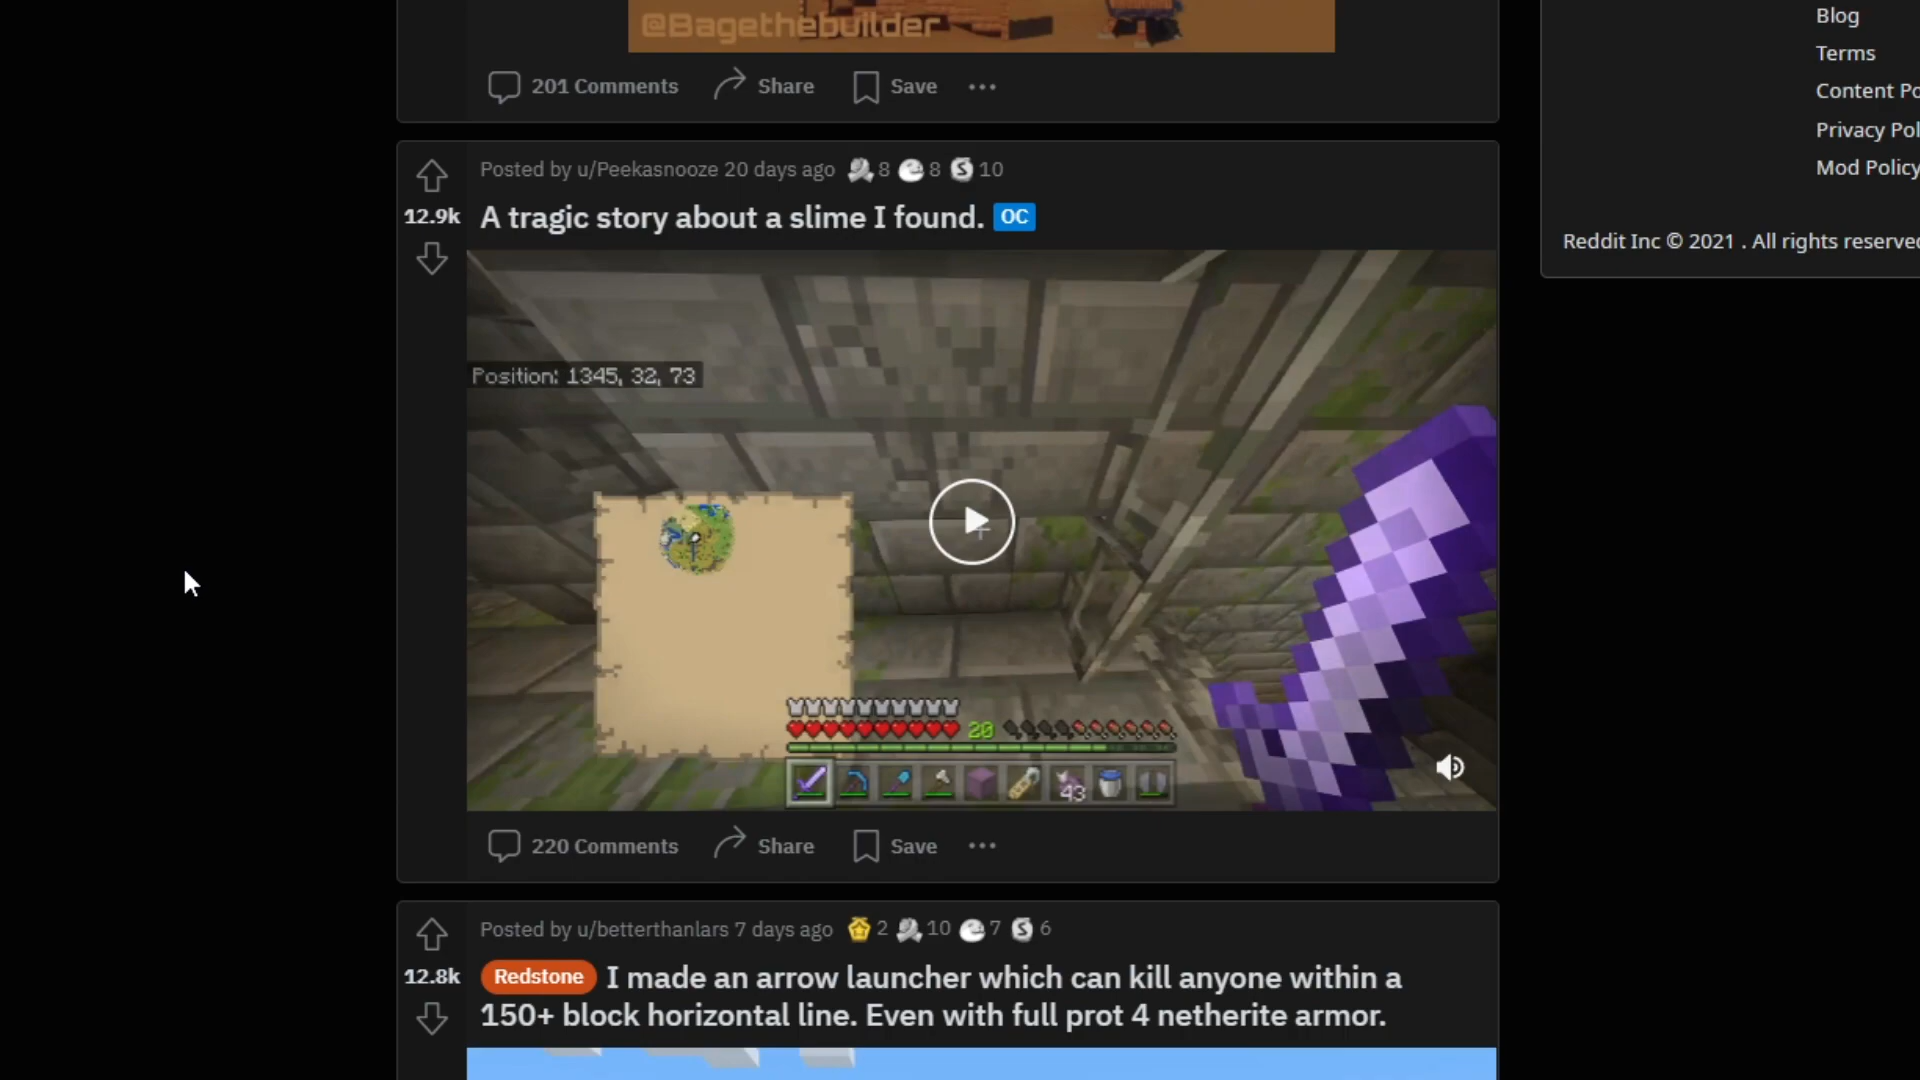 @Bagethebuilder
201 Comments Share Save
Posted by u/Peekasnooze 20 days ago 8 8 10
12.9k
A tragic story about a slime I found. OC
Position: 1345, 32, 73
20
43
220 Comments Share Save
Posted by u/betterthanlars 7 days ago 2 10 7 6
12.8k
Redstone I made an arrow launcher which can kill anyone within a
150+ block horizontal line. Even with full prot 4 netherite armor.
Blog
Terms
Content Po
Privacy Pol
Mod Policy
Reddit Inc © 2021 . All rights reserved